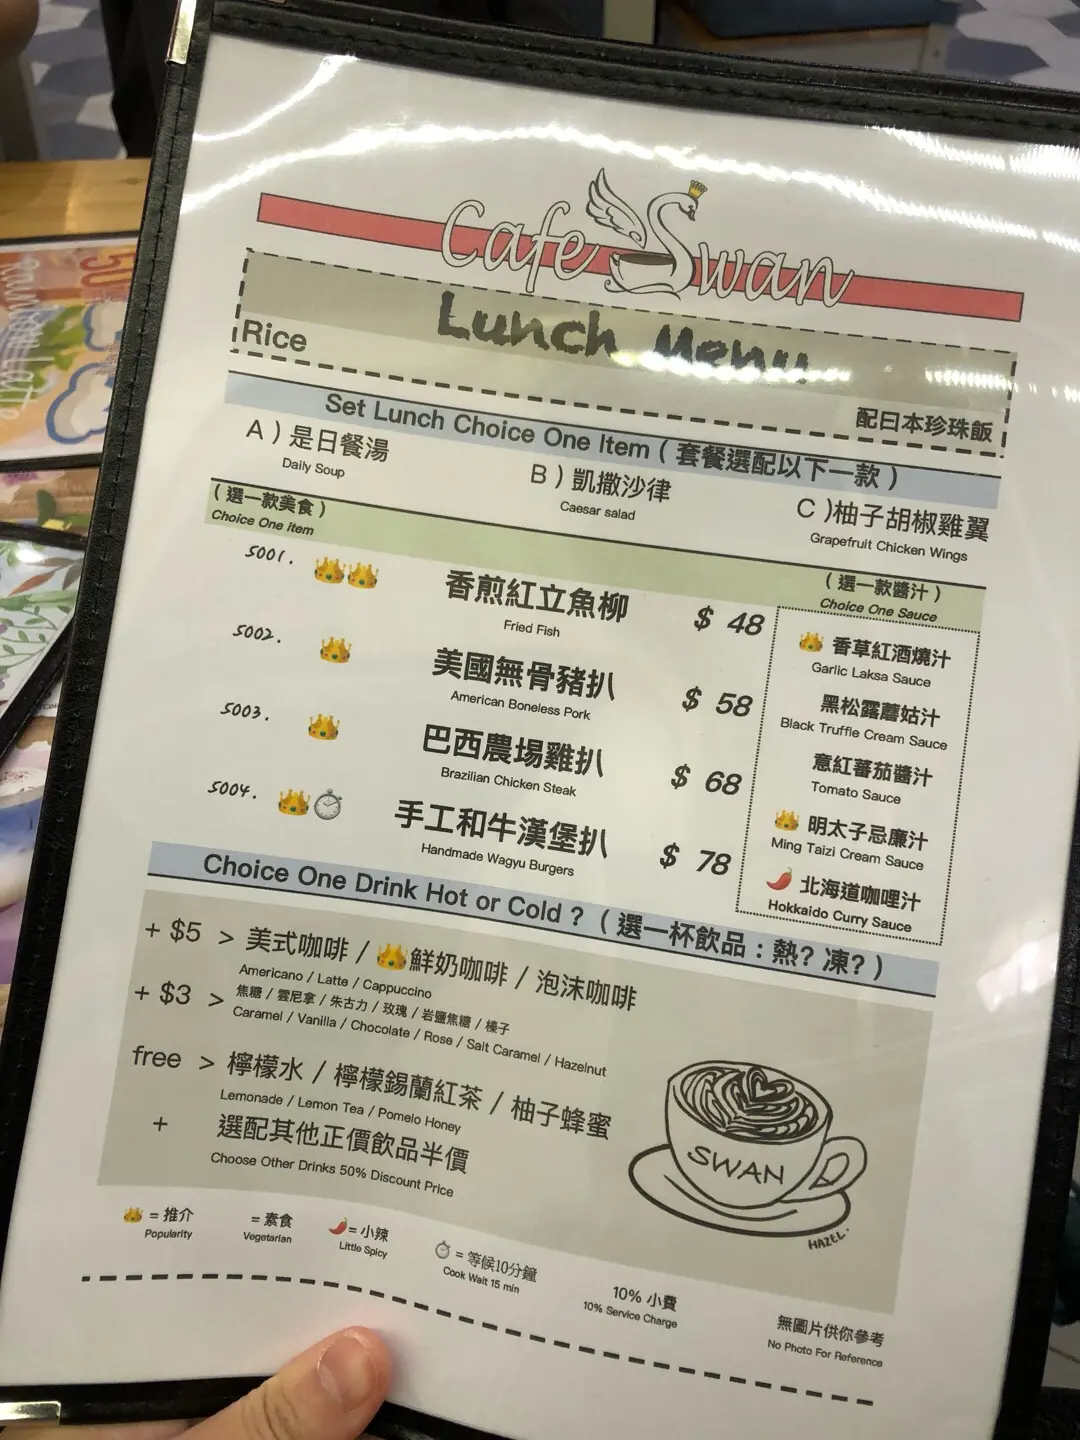 Cafe Swan
Lunch Menu
Rice
配日本珍珠飯
Set Lunch Choice One Item ( 套餐選配以下一款 )
A ) 是日餐湯
Daily Soup
B ) 凱撒沙律
Caesar salad
C )柚子胡椒雞翼
Grapefruit Chicken Wings
( 選一款美食 )
Choice One item
( 選一款醬汁 )
Choice One Sauce
5001. 香煎紅立魚柳 $ 48
Fried Fish
5002. 美國無骨豬扒 $ 58
American Boneless Pork
5003. 巴西農場雞扒 $ 68
Brazilian Chicken Steak
5004. 手工和牛漢堡扒 $ 78
Handmade Wagyu Burgers
香草紅酒燒汁
Garlic Laksa Sauce
黑松露蘑菇汁
Black Truffle Cream Sauce
意紅蕃茄醬汁
Tomato Sauce
明太子忌廉汁
Ming Taizi Cream Sauce
北海道咖哩汁
Hokkaido Curry Sauce
Choice One Drink Hot or Cold ? ( 選一杯飲品 : 熱? 凍? )
+ $5 > 美式咖啡 / 鮮奶咖啡 / 泡沫咖啡
Americano / Latte / Cappuccino
+ $3 > 焦糖 / 雲尼拿 / 朱古力 / 玫瑰 / 岩鹽焦糖 / 榛子
Caramel / Vanilla / Chocolate / Rose / Salt Caramel / Hazelnut
free > 檸檬水 / 檸檬錫蘭紅茶 / 柚子蜂蜜
Lemonade / Lemon Tea / Pomelo Honey
+ 選配其他正價飲品半價
Choose Other Drinks 50% Discount Price
SWAN
HAZEL.
= 推介
Popularity
= 素食
Vegetarian
= 小辣
Little Spicy
= 等候10分鐘
Cook Wait 15 min
10% 小費
10% Service Charge
無圖片供你參考
No Photo For Reference